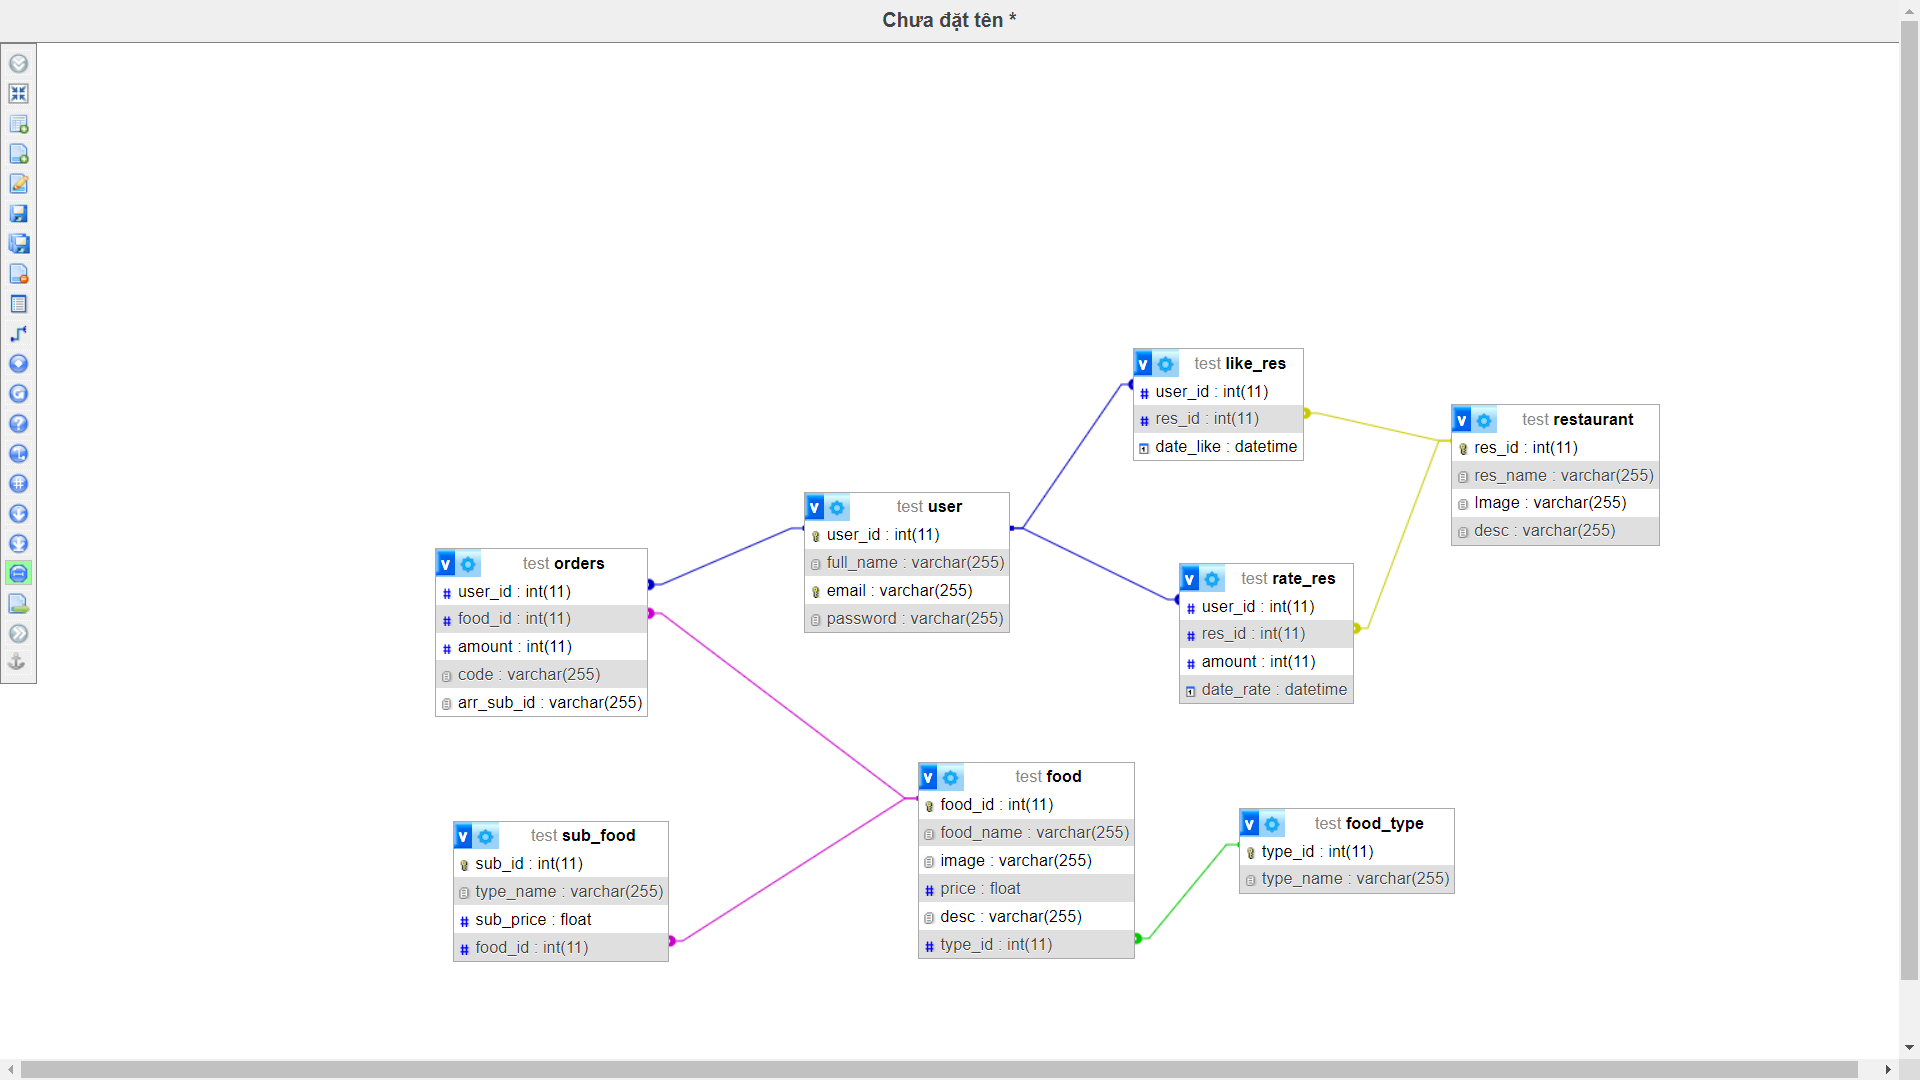 Chưa đặt tên *
v test like_res
user_id : int(11)
res_id : int(11)
date_like : datetime
v test restaurant
res_id : int(11)
res_name : varchar(255)
Image : varchar(255)
desc : varchar(255)
v test user
user_id : int(11)
full_name : varchar(255)
email : varchar(255)
password : varchar(255)
v test orders
# user_id : int(11)
# food_id : int(11)
# amount : int(11)
code : varchar(255)
arr_sub_id : varchar(255)
v test rate_res
# user_id : int(11)
# res_id : int(11)
# amount : int(11)
date_rate : datetime
v test food
food_id : int(11)
food_name : varchar(255)
image : varchar(255)
# price : float
desc : varchar(255)
# type_id : int(11)
v test food_type
type_id : int(11)
type_name : varchar(255)
v test sub_food
sub_id : int(11)
type_name : varchar(255)
# sub_price : float
# food_id : int(11)